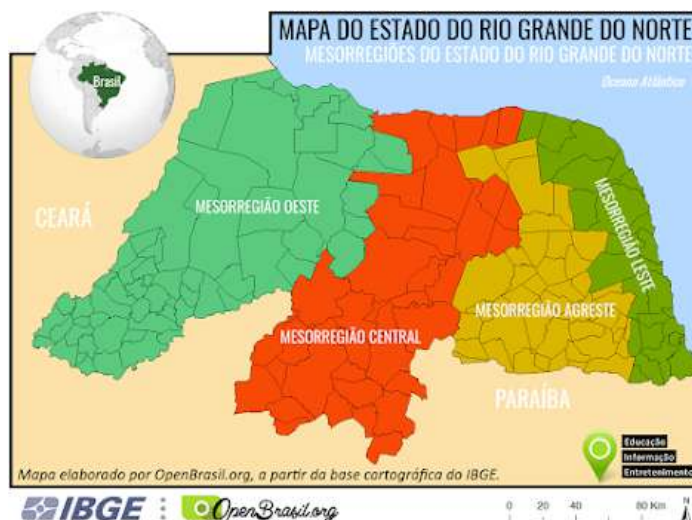 MAPA DO ESTADO DO RIO GRANDE DO NORTE
MESORREGIÕES DO ESTADO DO RIO GRANDE DO NORTE
Oceano Atlântico
Brasil
CEARÁ
MESORREGIÃO OESTE
MESORREGIÃO LESTE
MESORREGIÃO AGRESTE
MESORREGIÃO CENTRAL
PARAÍBA
Educação
Informação
Entretenimento
Mapa elaborado por OpenBrasil.org, a partir da base cartográfica do IBGE.
IBGE
OpenBrasil.org
0 20 40 80 Km
N